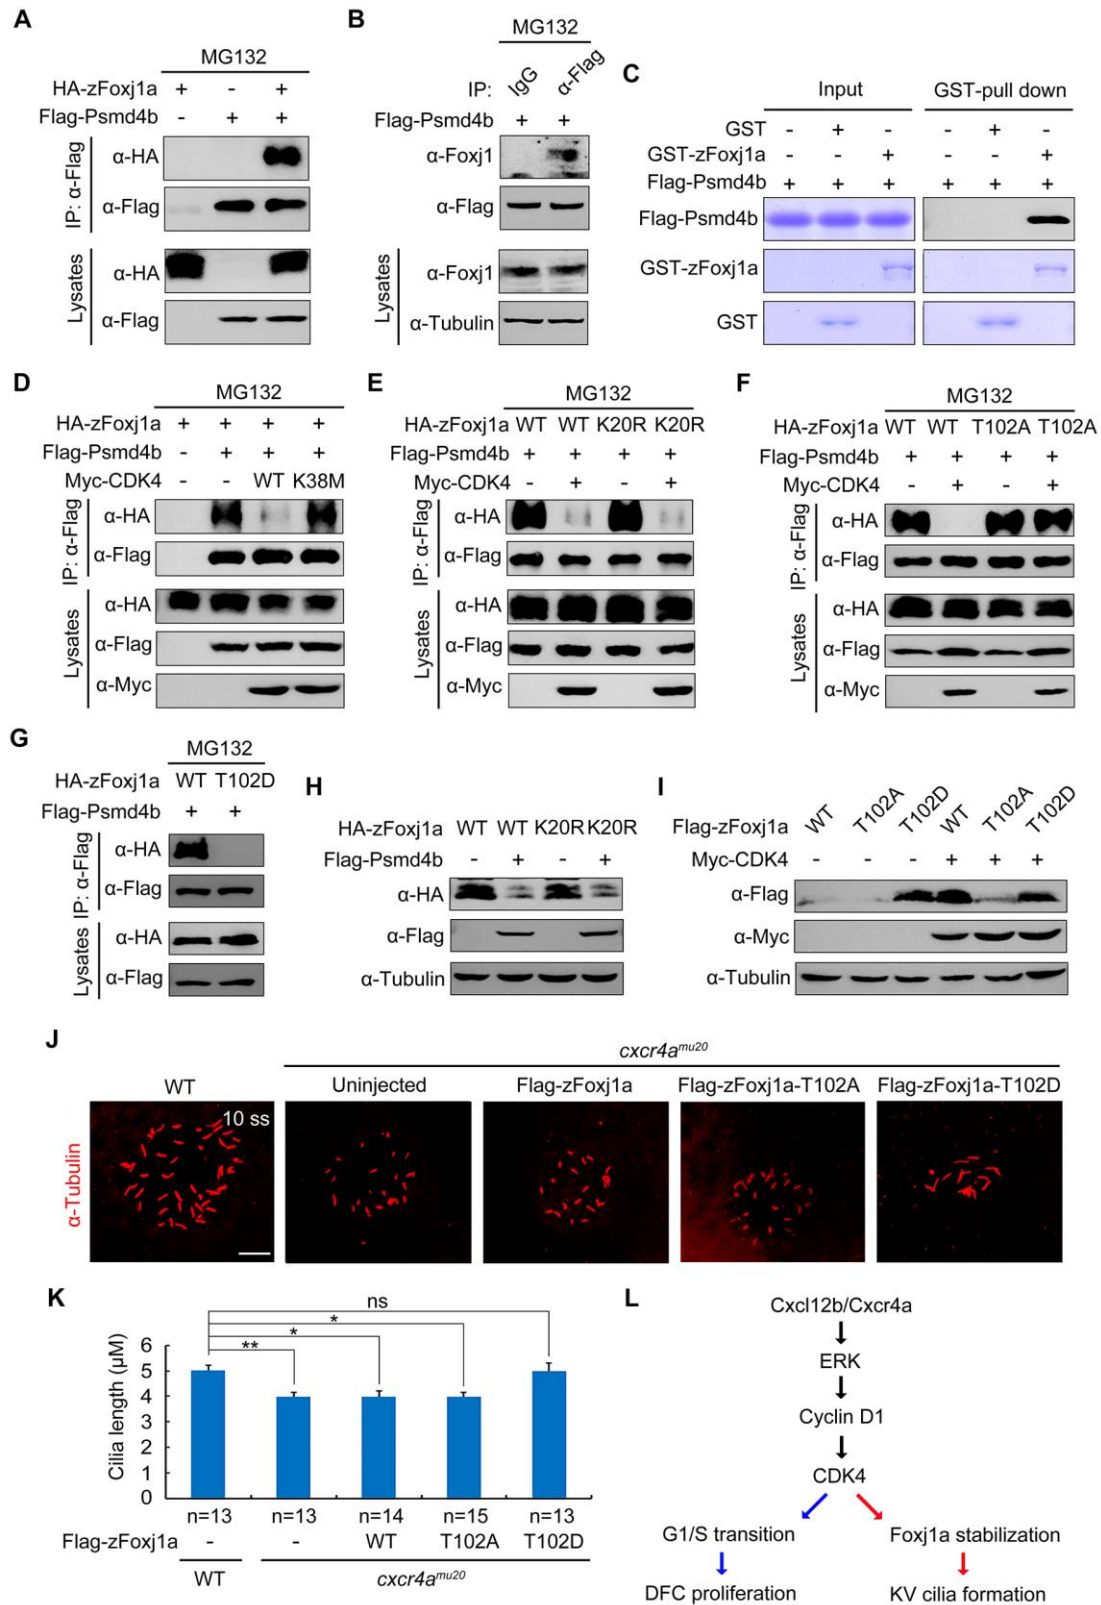 A
MG132
HA-zFoxj1a + - +
Flag-Psmd4b - + +
IP: α-Flag
α-HA
α-Flag
Lysates
α-HA
α-Flag
B
MG132
IP: IgG α-Flag
Flag-Psmd4b + +
α-Foxj1
α-Flag
Lysates
α-Foxj1
α-Tubulin
C
Input GST-pull down
GST - + - - + -
GST-zFoxj1a - - + - - +
Flag-Psmd4b + + + + + +
Flag-Psmd4b
GST-zFoxj1a
GST
D
MG132
HA-zFoxj1a + + + +
Flag-Psmd4b - + + +
Myc-CDK4 - - WT K38M
IP: α-Flag
α-HA
α-Flag
Lysates
α-HA
α-Flag
α-Myc
E
MG132
HA-zFoxj1a WT WT K20R K20R
Flag-Psmd4b + + + +
Myc-CDK4 - + - +
IP: α-Flag
α-HA
α-Flag
Lysates
α-HA
α-Flag
α-Myc
F
MG132
HA-zFoxj1a WT WT T102A T102A
Flag-Psmd4b + + + +
Myc-CDK4 - + - +
IP: α-Flag
α-HA
α-Flag
Lysates
α-HA
α-Flag
α-Myc
G
MG132
HA-zFoxj1a WT T102D
Flag-Psmd4b + +
IP: α-Flag
α-HA
α-Flag
Lysates
α-HA
α-Flag
H
HA-zFoxj1a WT WT K20R K20R
Flag-Psmd4b - + - +
α-HA
α-Flag
α-Tubulin
I
Flag-zFoxj1a WT T102A T102D WT T102A T102D
Myc-CDK4 - - - + + +
α-Flag
α-Myc
α-Tubulin
J
cxcr4a^mu20
WT Uninjected Flag-zFoxj1a Flag-zFoxj1a-T102A Flag-zFoxj1a-T102D
10 ss
α-Tubulin
K
ns
*
*
**
Cilia length (μM)
6
5
4
3
2
1
0
n=13 n=13 n=14 n=15 n=13
Flag-zFoxj1a - - WT T102A T102D
WT cxcr4a^mu20
L
Cxcl12b/Cxcr4a
ERK
Cyclin D1
CDK4
G1/S transition Foxj1a stabilization
DFC proliferation KV cilia formation